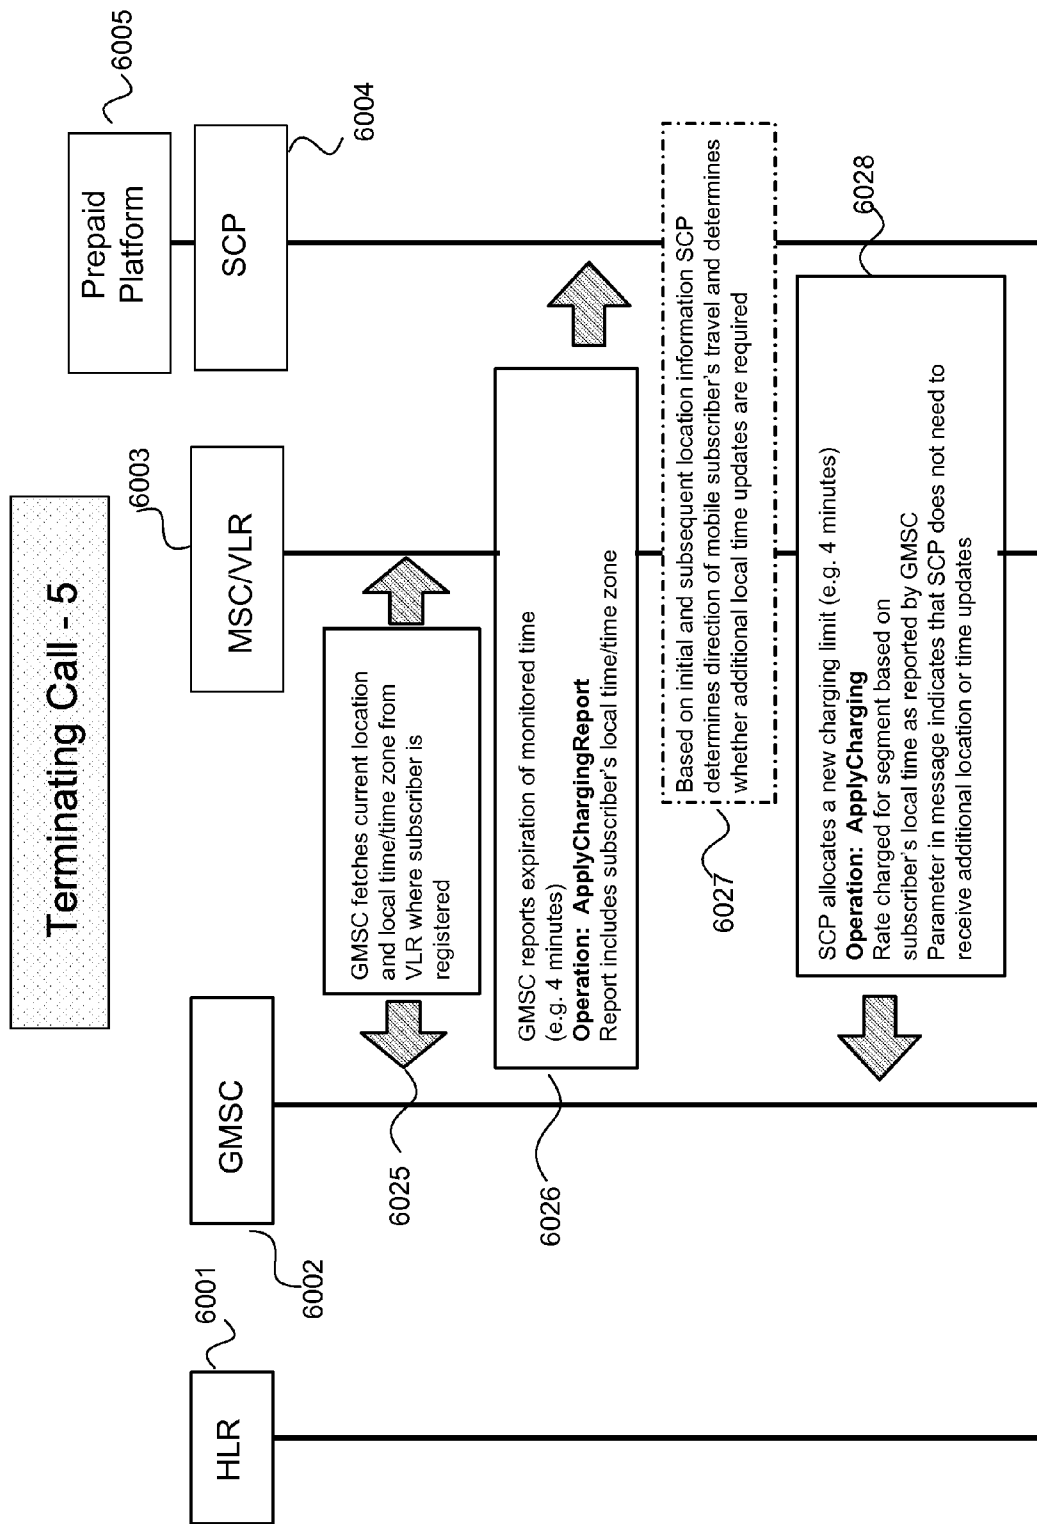 Terminating Call - 5
HLR
6001
GMSC
6002
MSC/VLR
6003
Prepaid
Platform
6005
SCP
6004
GMSC fetches current location
and local time/time zone from
VLR where subscriber is
registered
6025
GMSC reports expiration of monitored time
(e.g. 4 minutes)
Operation: ApplyChargingReport
Report includes subscriber's local time/time zone
6026
Based on initial and subsequent location information SCP
determines direction of mobile subscriber's travel and determines
whether additional local time updates are required
6027
SCP allocates a new charging limit (e.g. 4 minutes)
Operation: ApplyCharging
Rate charged for segment based on
subscriber's local time as reported by GMSC
Parameter in message indicates that SCP does not need to
receive additional location or time updates
6028